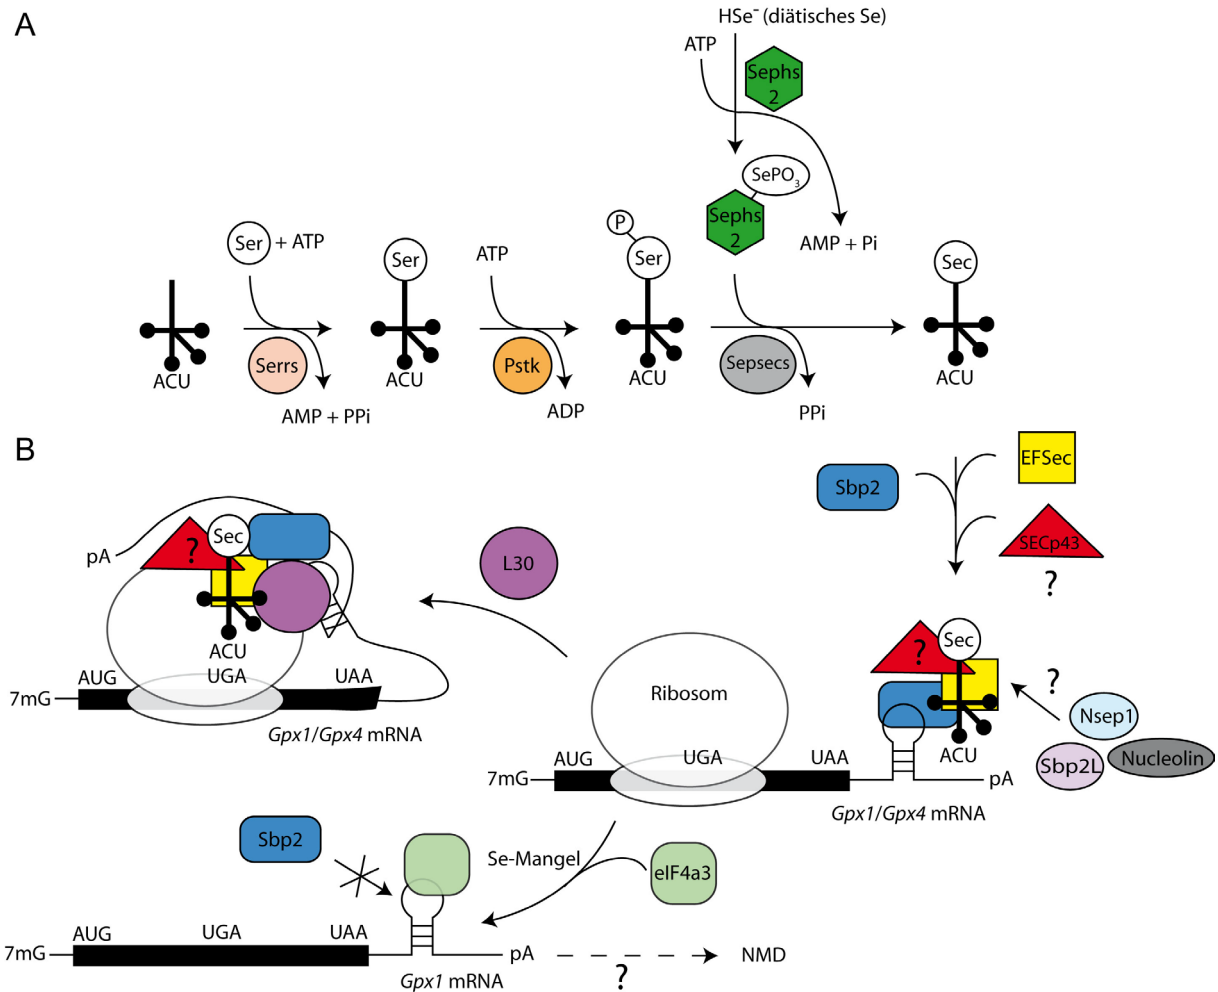 A
HSe⁻ (diätisches Se)
ATP
Sephs
2
SePO₃
Sephs
2
AMP + Pi
P
Ser + ATP
Ser
ATP
Ser
Sec
Serrs
Pstk
Sepsecs
ACU
ACU
ACU
ACU
AMP + PPi
ADP
PPi
B
EFSec
Sbp2
SECp43
?
pA
?
Sec
L30
ACU
AUG
UGA
UAA
7mG
Gpx1/Gpx4 mRNA
Ribosom
?
Sec
?
Nsep1
ACU
Sbp2L
Nucleolin
AUG
UGA
UAA
7mG
pA
Gpx1/Gpx4 mRNA
Sbp2
Se-Mangel
eIF4a3
AUG
UGA
UAA
7mG
pA
NMD
?
Gpx1 mRNA